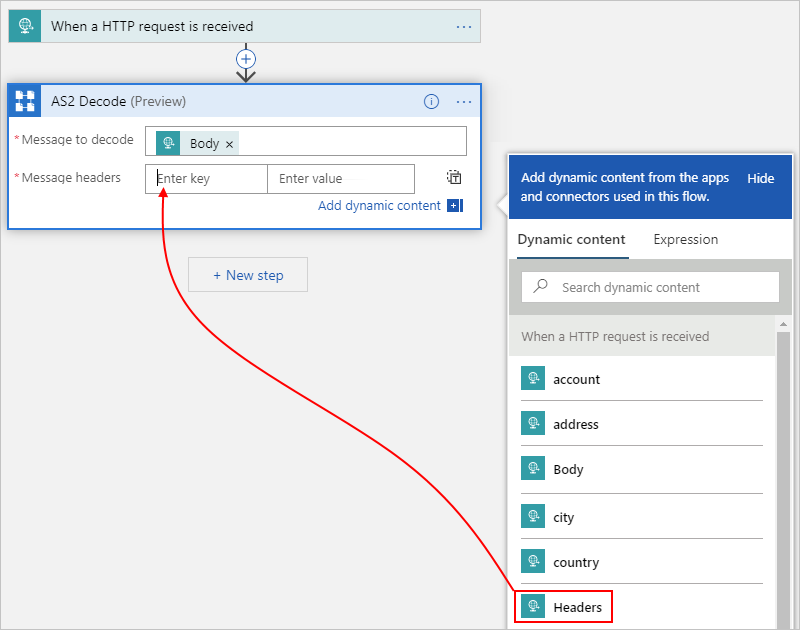 When a HTTP request is received
AS2 Decode (Preview)
* Message to decode
Body ×
* Message headers
Enter key
Enter value
Add dynamic content
+ New step
Add dynamic content from the apps
and connectors used in this flow.
Hide
Dynamic content
Expression
Search dynamic content
When a HTTP request is received
account
address
Body
city
country
Headers